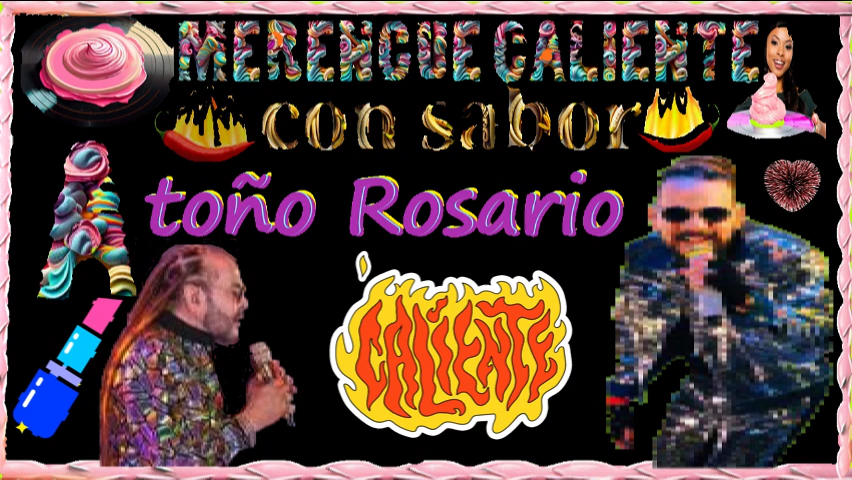 MERENGUE CALIENTE
con sabor
A toño Rosario
CALIENTE